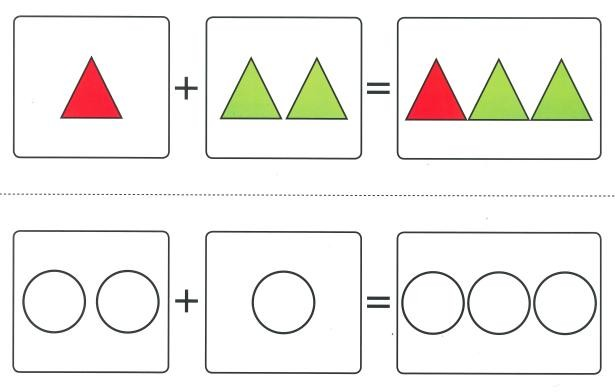 + =
+ =